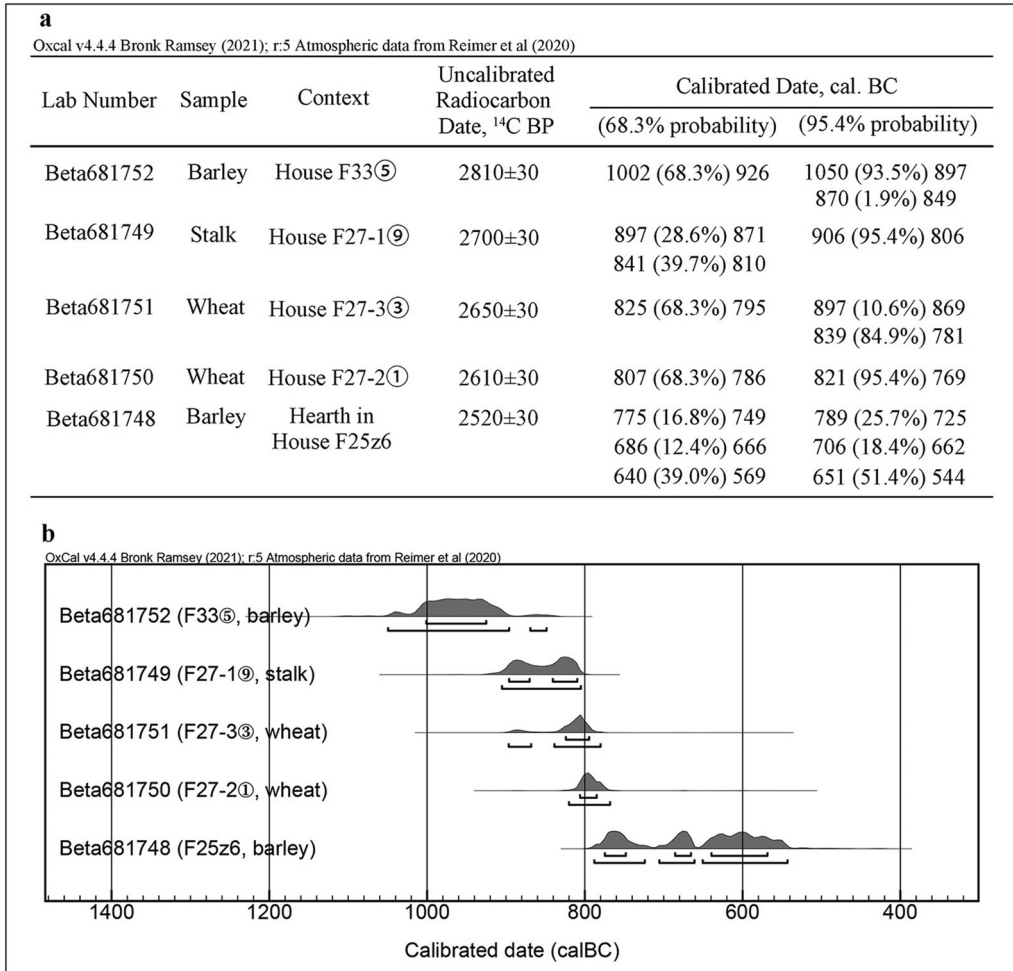 a
Oxcal v4.4.4 Bronk Ramsey (2021); r:5 Atmospheric data from Reimer et al (2020)
Lab Number Sample Context Uncalibrated Radiocarbon Date, ¹⁴C BP Calibrated Date, cal. BC
(68.3% probability) (95.4% probability)
Beta681752 Barley House F33⑤ 2810±30 1002 (68.3%) 926 1050 (93.5%) 897
870 (1.9%) 849
Beta681749 Stalk House F27-1⑨ 2700±30 897 (28.6%) 871 906 (95.4%) 806
841 (39.7%) 810
Beta681751 Wheat House F27-3③ 2650±30 825 (68.3%) 795 897 (10.6%) 869
839 (84.9%) 781
Beta681750 Wheat House F27-2① 2610±30 807 (68.3%) 786 821 (95.4%) 769
Beta681748 Barley Hearth in 2520±30 775 (16.8%) 749 789 (25.7%) 725
House F25z6 686 (12.4%) 666 706 (18.4%) 662
640 (39.0%) 569 651 (51.4%) 544
b
OxCal v4.4.4 Bronk Ramsey (2021); r:5 Atmospheric data from Reimer et al (2020)
Beta681752 (F33⑤, barley)
Beta681749 (F27-1⑨, stalk)
Beta681751 (F27-3③, wheat)
Beta681750 (F27-2①, wheat)
Beta681748 (F25z6, barley)
1400 1200 1000 800 600 400
Calibrated date (calBC)